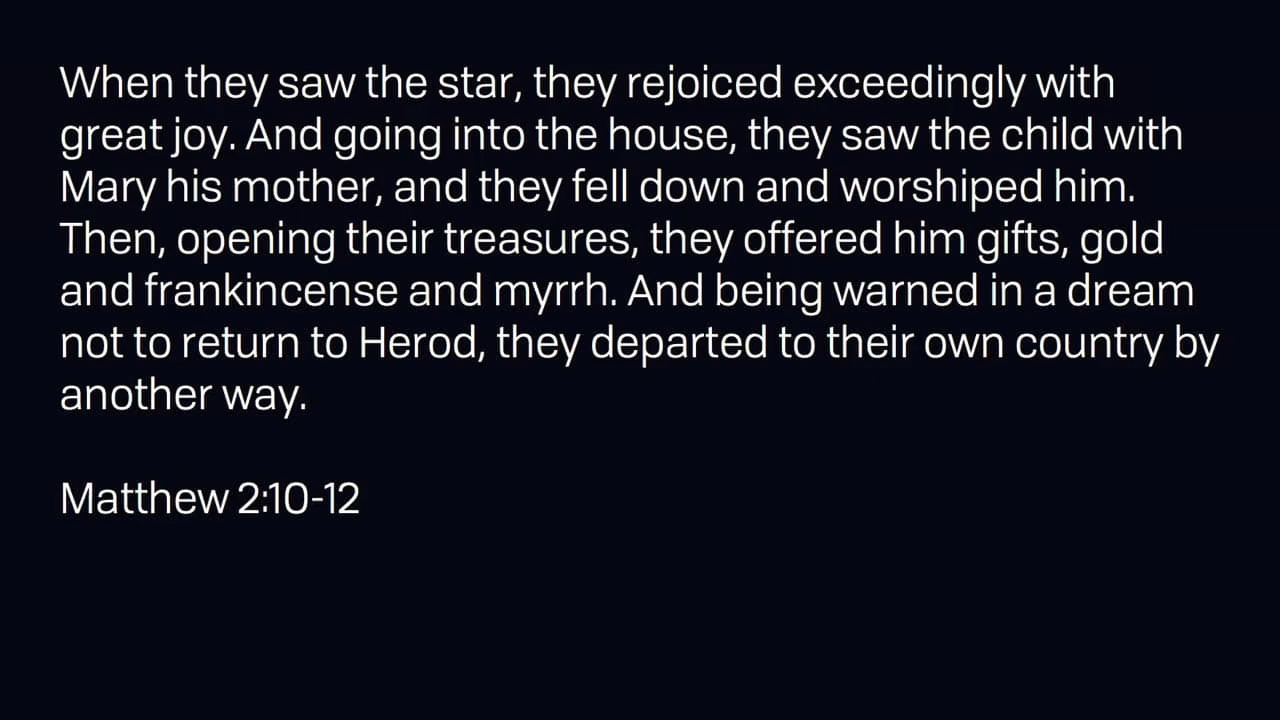 When they saw the star, they rejoiced exceedingly with
great joy. And going into the house, they saw the child with
Mary his mother, and they fell down and worshiped him.
Then, opening their treasures, they offered him gifts, gold
and frankincense and myrrh. And being warned in a dream
not to return to Herod, they departed to their own country by
another way.
Matthew 2:10-12